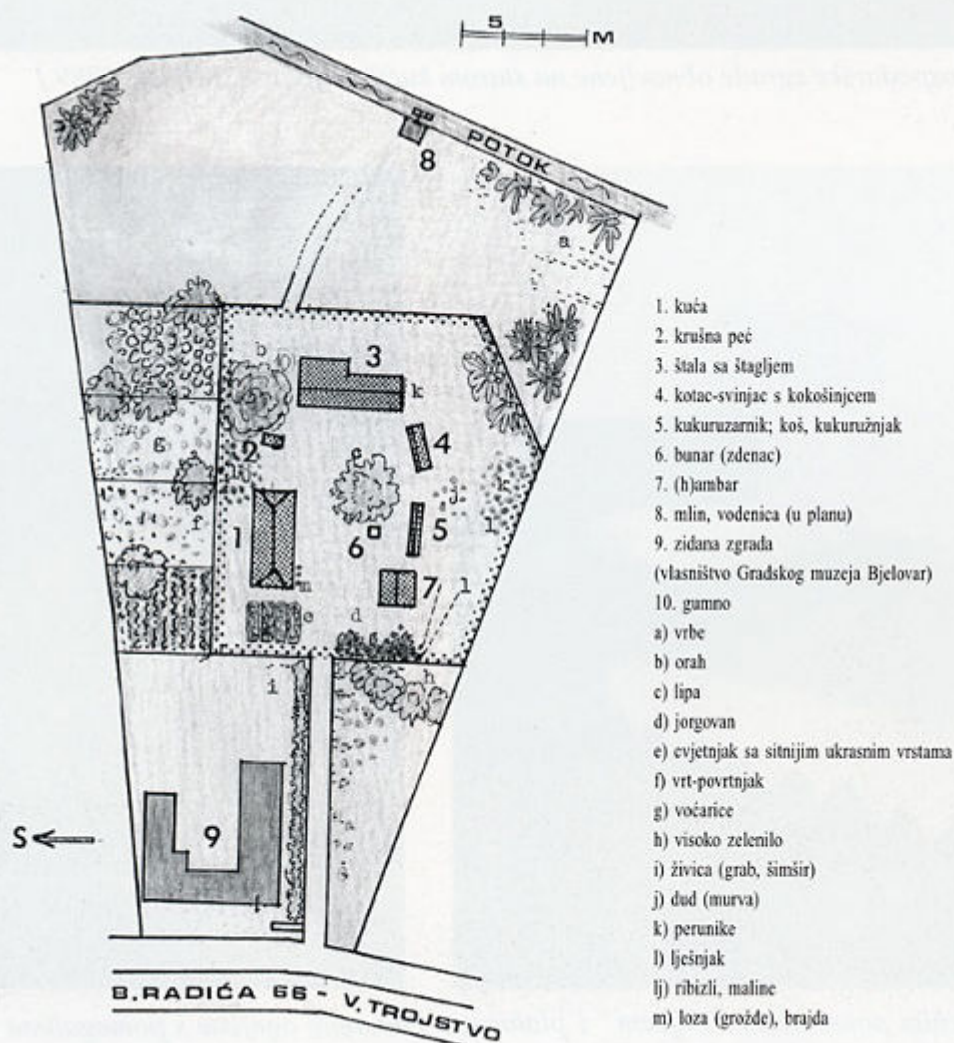 5
M
POTOK
8
a
b
3
k
2
4
g
c
j
k
f
1
6
5
l
7
l
m
e
d
i
h
S
9
B.RADIĆA 66 - V. TROJSTVO
1. kuća
2. krušna peć
3. štala sa štagljem
4. kotac-svinjac s kokošinjcem
5. kukuruzarnik; koš, kukuružnjak
6. bunar (zdenac)
7. (h)ambar
8. mlin, vodenica (u planu)
9. zidana zgrada
(vlasništvo Gradskog muzeja Bjelovar)
10. gumno
a) vrbe
b) orah
c) lipa
d) jorgovan
e) cvjetnjak sa sitnijim ukrasnim vrstama
f) vrt-povrtnjak
g) voćarice
h) visoko zelenilo
i) živica (grab, šimšir)
j) dud (murva)
k) perunike
l) lješnjak
lj) ribizli, maline
m) loza (grožđe), brajda